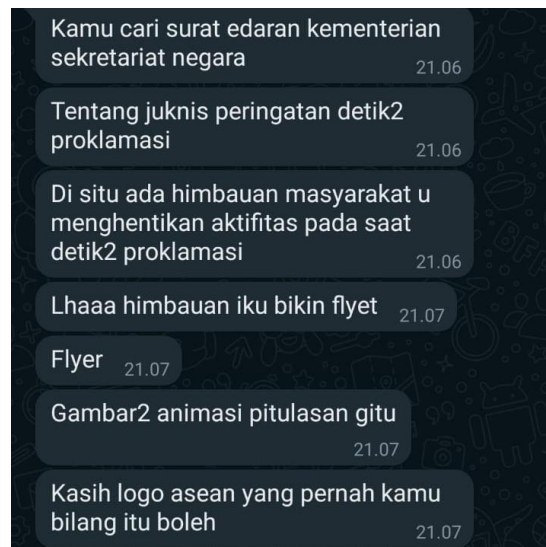 Kamu cari surat edaran kementerian
sekretariat negara
21.06
Tentang juknis peringatan detik2
proklamasi
21.06
Di situ ada himbauan masyarakat u
menghentikan aktifitas pada saat
detik2 proklamasi
21.06
Lhaaa himbauan iku bikin flyet 21.07
Flyer 21.07
Gambar2 animasi pitulasan gitu
21.07
Kasih logo asean yang pernah kamu
bilang itu boleh
21.07